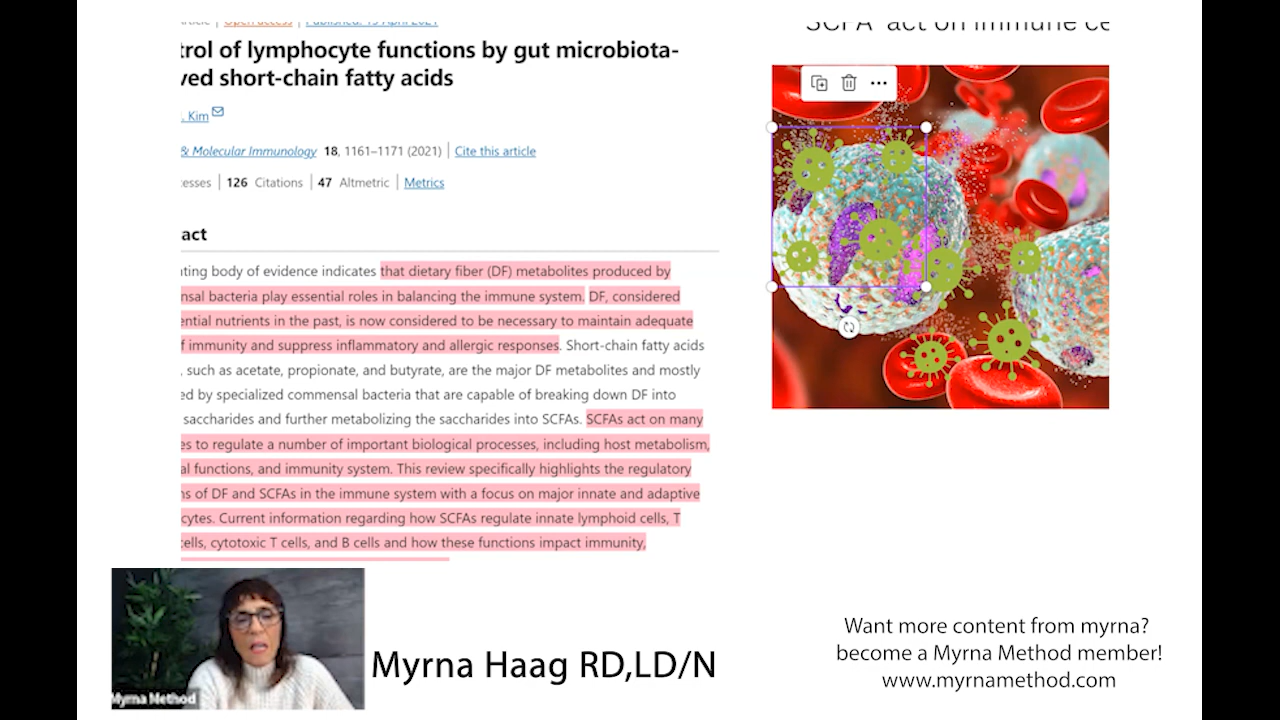 Article | Open access | Published: 15 April 2021
trol of lymphocyte functions by gut microbiota-
ved short-chain fatty acids
. Kim
& Molecular Immunology 18, 1161–1171 (2021) | Cite this article
esses | 126 Citations | 47 Altmetric | Metrics
act
ating body of evidence indicates that dietary fiber (DF) metabolites produced by
nsal bacteria play essential roles in balancing the immune system. DF, considered
ential nutrients in the past, is now considered to be necessary to maintain adequate
f immunity and suppress inflammatory and allergic responses. Short-chain fatty acids
, such as acetate, propionate, and butyrate, are the major DF metabolites and mostly
ed by specialized commensal bacteria that are capable of breaking down DF into
saccharides and further metabolizing the saccharides into SCFAs. SCFAs act on many
es to regulate a number of important biological processes, including host metabolism,
al functions, and immunity system. This review specifically highlights the regulatory
ns of DF and SCFAs in the immune system with a focus on major innate and adaptive
cytes. Current information regarding how SCFAs regulate innate lymphoid cells, T
cells, cytotoxic T cells, and B cells and how these functions impact immunity,
SCFA act on immune ce
Myrna Method
Myrna Haag RD,LD/N
Want more content from myrna?
become a Myrna Method member!
www.myrnamethod.com